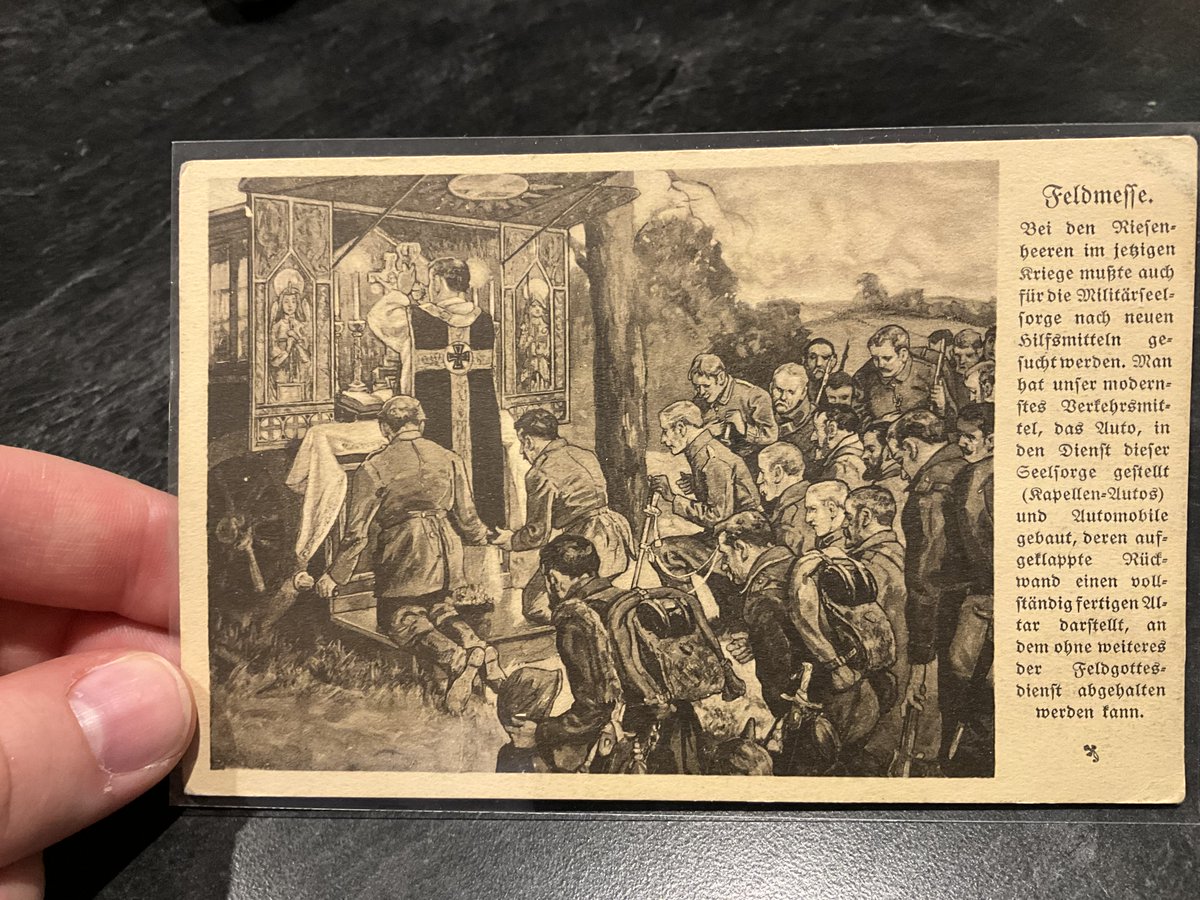 Feldmesse.
Bei den Riesen-
heeren im jetzigen
Kriege mußte auch
für die Militärseel-
sorge nach neuen
Hilfsmitteln ge-
sucht werden. Man
hat unser modern-
stes Verkehrsmit-
tel, das Auto, in
den Dienst dieser
Seelsorge gestellt
(Kapellen-Autos)
und Automobile
gebaut, deren auf-
geklappte Rück-
wand einen voll-
ständig fertigen Al-
tar darstellt, an
dem ohne weiteres
der Feldgottes-
dienst abgehalten
werden kann.